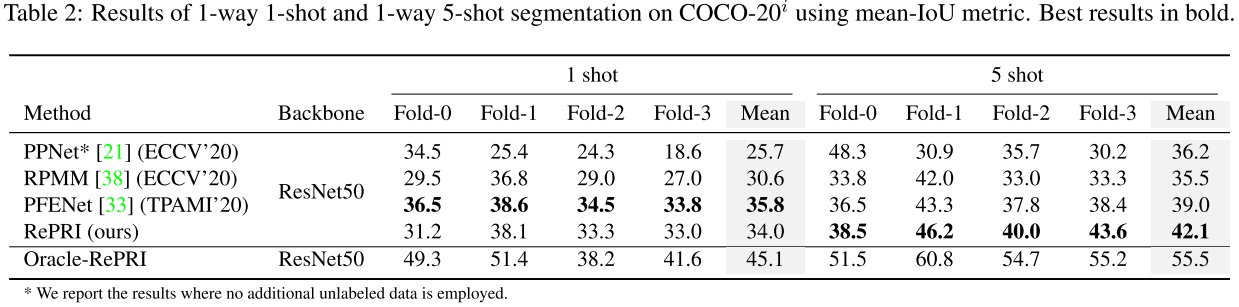 Table 2: Results of 1-way 1-shot and 1-way 5-shot segmentation on COCO-20^i using mean-IoU metric. Best results in bold.
1 shot 5 shot
Method Backbone Fold-0 Fold-1 Fold-2 Fold-3 Mean Fold-0 Fold-1 Fold-2 Fold-3 Mean
PPNet* [21] (ECCV'20) 34.5 25.4 24.3 18.6 25.7 48.3 30.9 35.7 30.2 36.2
RPMM [38] (ECCV'20) 29.5 36.8 29.0 27.0 30.6 33.8 42.0 33.0 33.3 35.5
ResNet50
PFENet [33] (TPAMI'20) 36.5 38.6 34.5 33.8 35.8 36.5 43.3 37.8 38.4 39.0
RePRI (ours) 31.2 38.1 33.3 33.0 34.0 38.5 46.2 40.0 43.6 42.1
Oracle-RePRI ResNet50 49.3 51.4 38.2 41.6 45.1 51.5 60.8 54.7 55.2 55.5
* We report the results where no additional unlabeled data is employed.